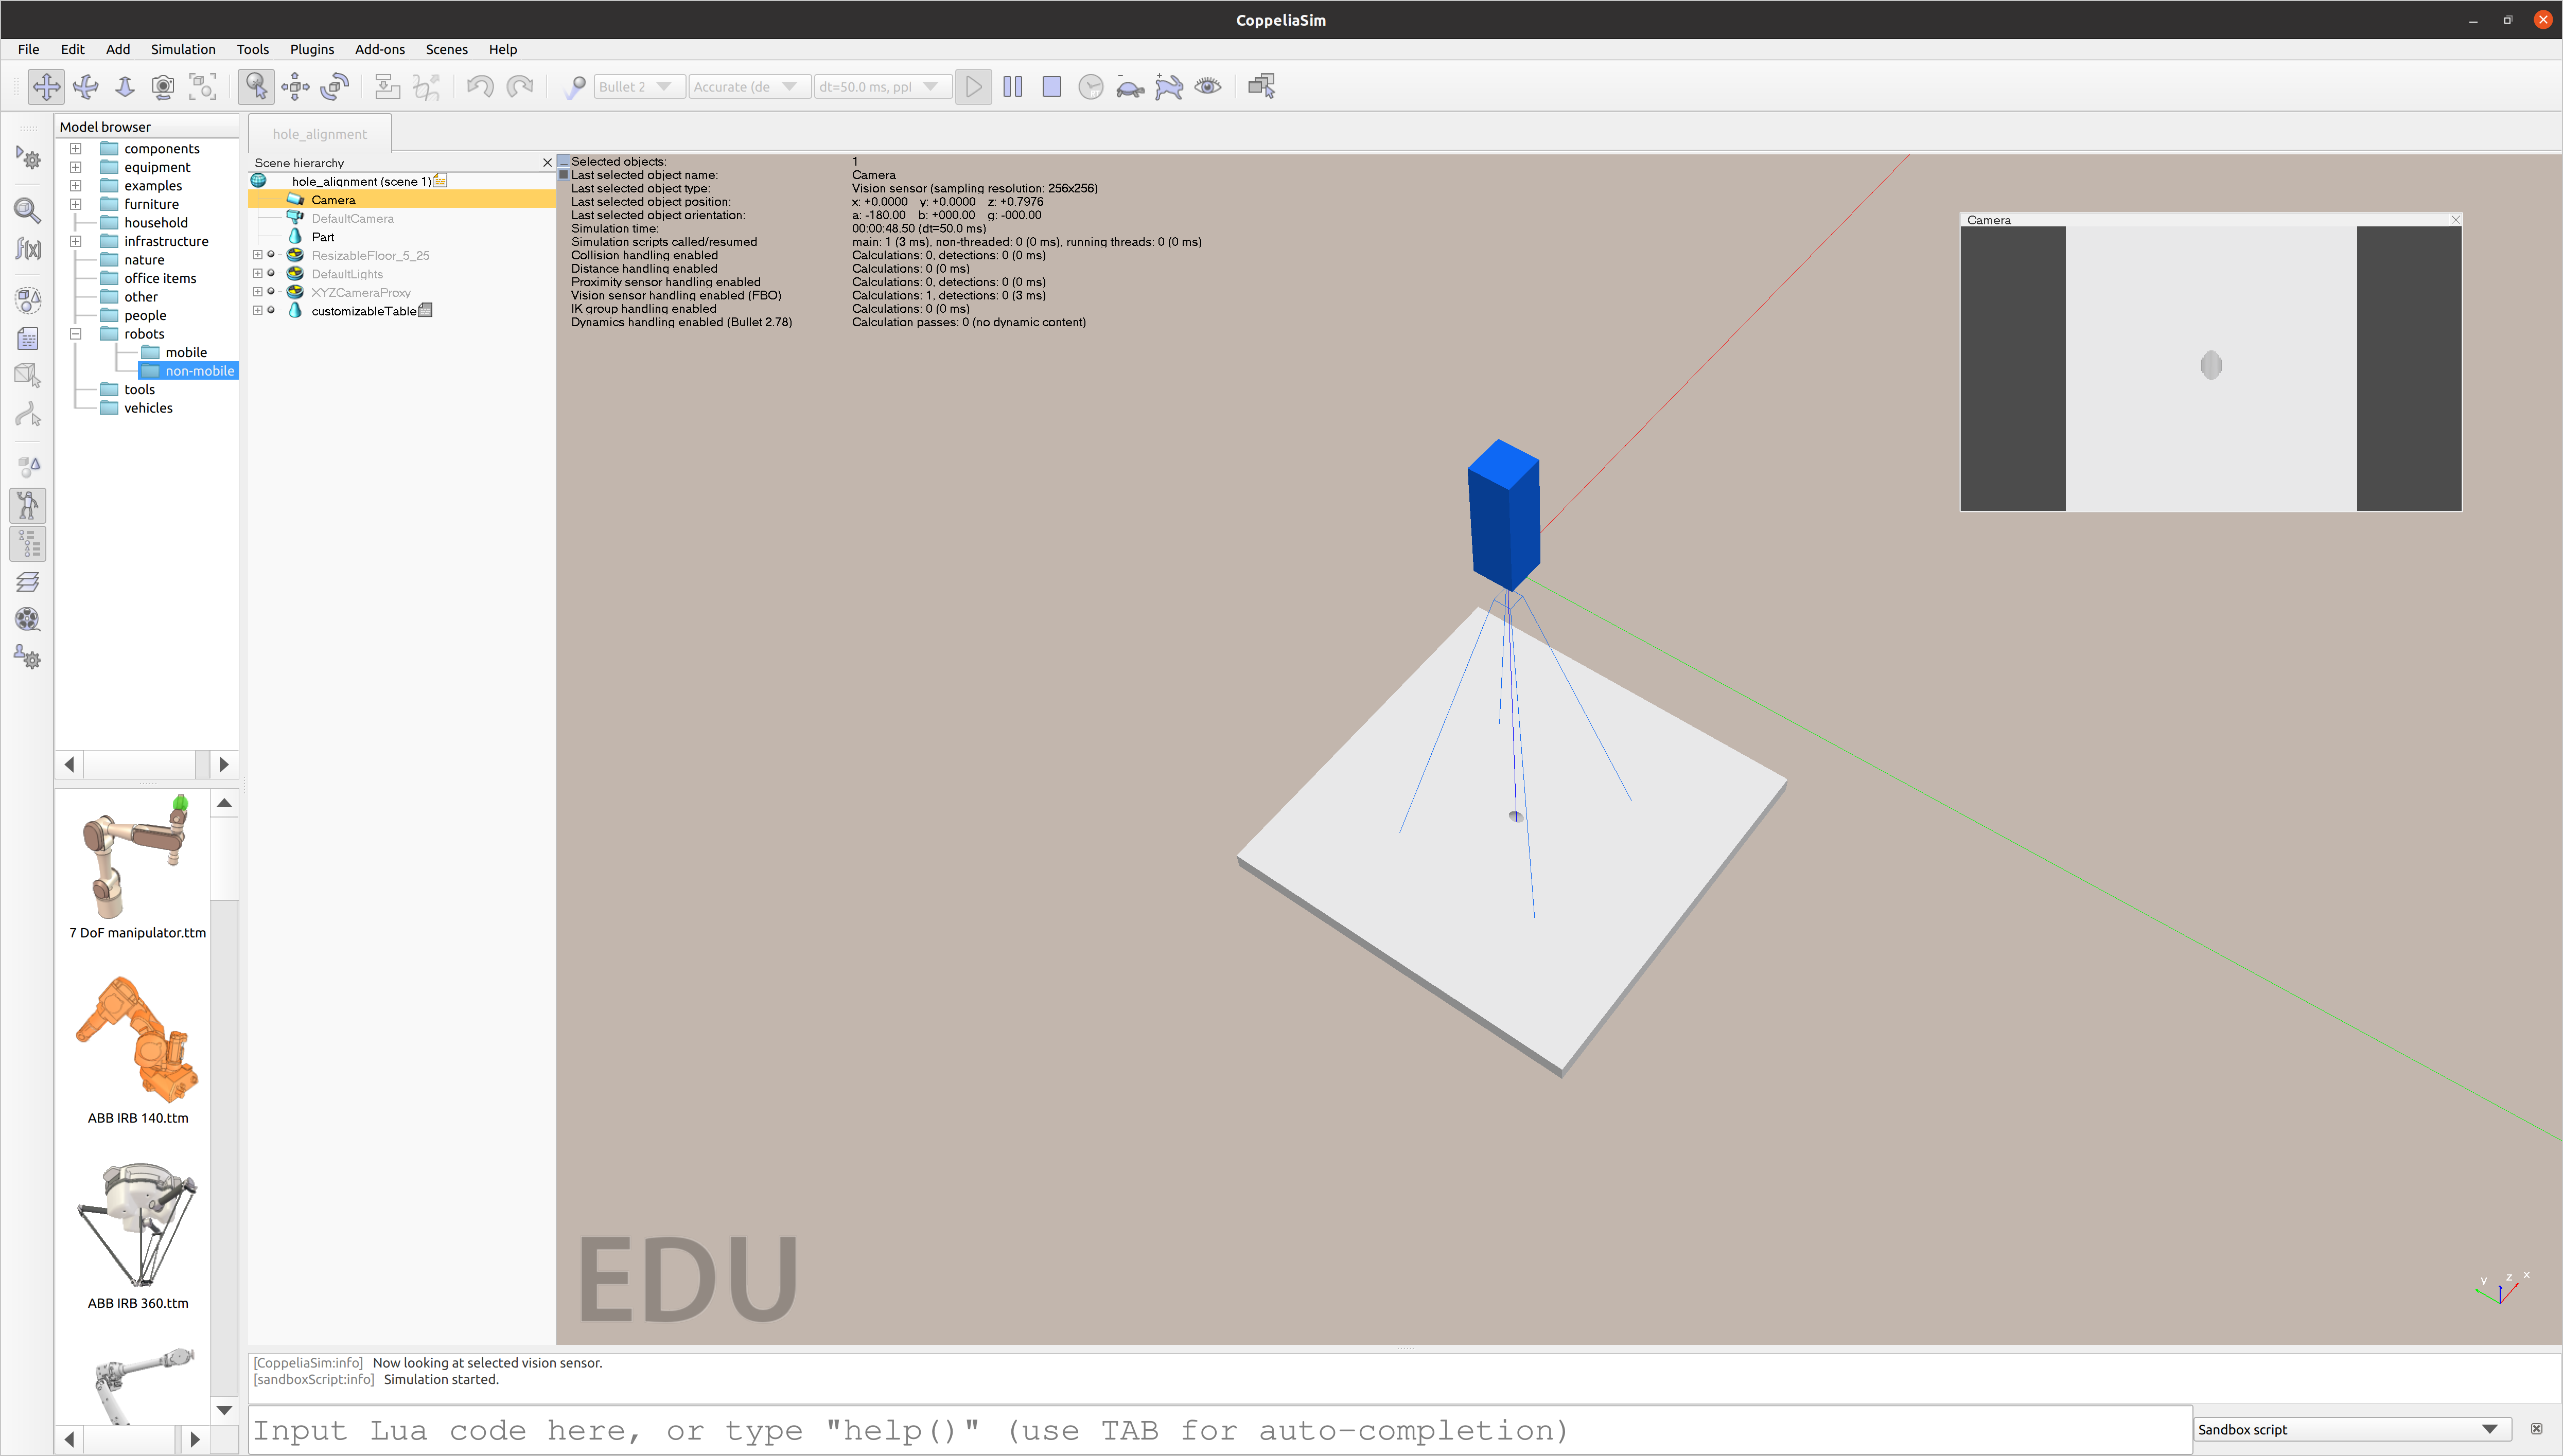 CoppeliaSim
File Edit Add Simulation Tools Plugins Add-ons Scenes Help
Bullet 2 Accurate (de dt=50.0 ms, ppl
Model browser
components
equipment
examples
furniture
household
infrastructure
nature
office items
other
people
robots
mobile
non-mobile
tools
vehicles
7 DoF manipulator.ttm
ABB IRB 140.ttm
ABB IRB 360.ttm
hole_alignment
Scene hierarchy
hole_alignment (scene 1)
Camera
DefaultCamera
Part
ResizableFloor_5_25
DefaultLights
XYZCameraProxy
customizableTable
Selected objects: 1
Last selected object name: Camera
Last selected object type: Vision sensor (sampling resolution: 256x256)
Last selected object position: x: +0.0000 y: +0.0000 z: +0.7976
Last selected object orientation: a: -180.00 b: +000.00 g: -000.00
Simulation time: 00:00:48.50 (dt=50.0 ms)
Simulation scripts called/resumed main: 1 (3 ms), non-threaded: 0 (0 ms), running threads: 0 (0 ms)
Collision handling enabled Calculations: 0, detections: 0 (0 ms)
Distance handling enabled Calculations: 0 (0 ms)
Proximity sensor handling enabled Calculations: 0, detections: 0 (0 ms)
Vision sensor handling enabled (FBO) Calculations: 1, detections: 0 (3 ms)
IK group handling enabled Calculations: 0 (0 ms)
Dynamics handling enabled (Bullet 2.78) Calculation passes: 0 (no dynamic content)
Camera
EDU
y z x
[CoppeliaSim:info] Now looking at selected vision sensor.
[sandboxScript:info] Simulation started.
Input Lua code here, or type "help()" (use TAB for auto-completion)
Sandbox script